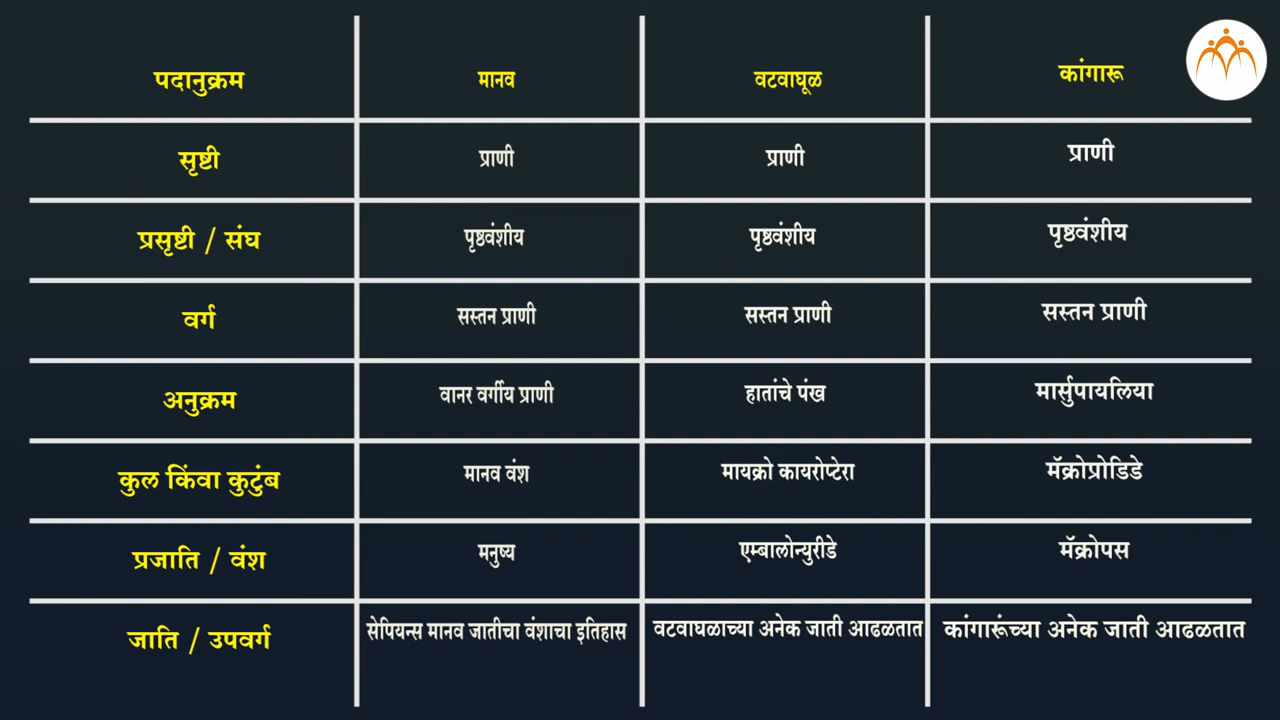 पदानुक्रम मानव वटवाघूळ कांगारू
सृष्टी प्राणी प्राणी प्राणी
प्रसृष्टी / संघ पृष्ठवंशीय पृष्ठवंशीय पृष्ठवंशीय
वर्ग सस्तन प्राणी सस्तन प्राणी सस्तन प्राणी
अनुक्रम वानर वर्गीय प्राणी हातांचे पंख मार्सुपायलिया
कुल किंवा कुटुंब मानव वंश मायक्रो कायरोप्टेरा मॅक्रोप्रोडिडे
प्रजाति / वंश मनुष्य एम्बालोन्युरीडे मॅक्रोपस
जाति / उपवर्ग सेपियन्स मानव जातीचा वंशाचा इतिहास वटवाघळाच्या अनेक जाती आढळतात कांगारूंच्या अनेक जाती आढळतात